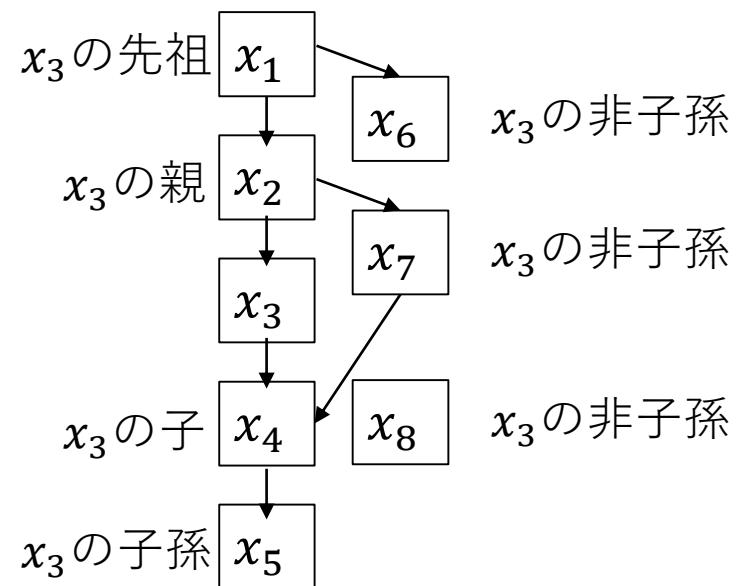 x₃の先祖 x₁
x₆ x₃の非子孫
x₃の親 x₂
x₇ x₃の非子孫
x₃
x₃の子 x₄ x₈ x₃の非子孫
x₃の子孫 x₅